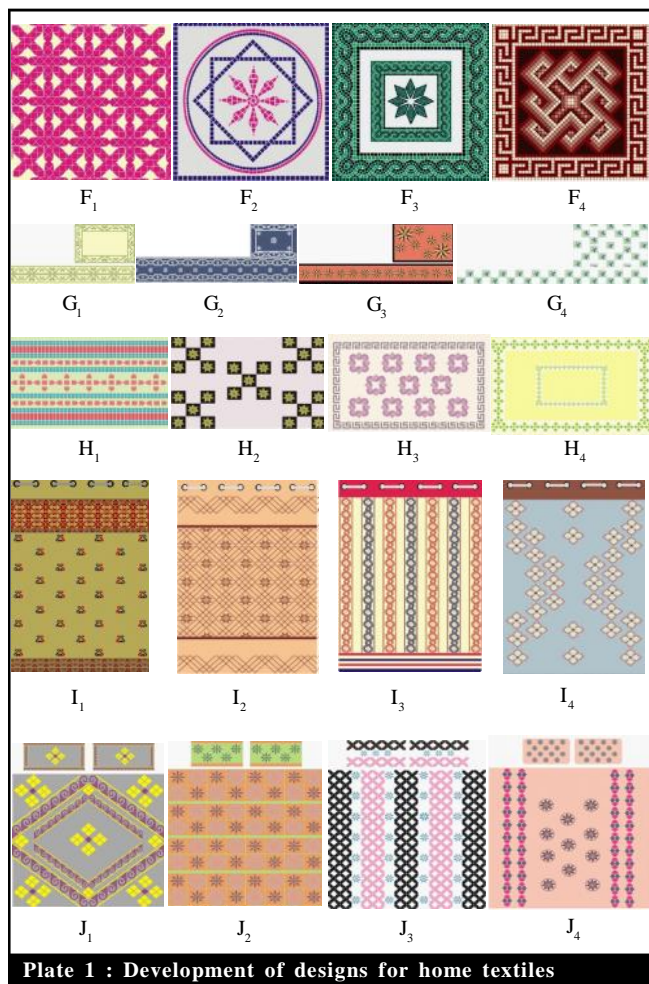 F₁ F₂ F₃ F₄
G₁ G₂ G₃ G₄
H₁ H₂ H₃ H₄
I₁ I₂ I₃ I₄
J₁ J₂ J₃ J₄
Plate 1 : Development of designs for home textiles